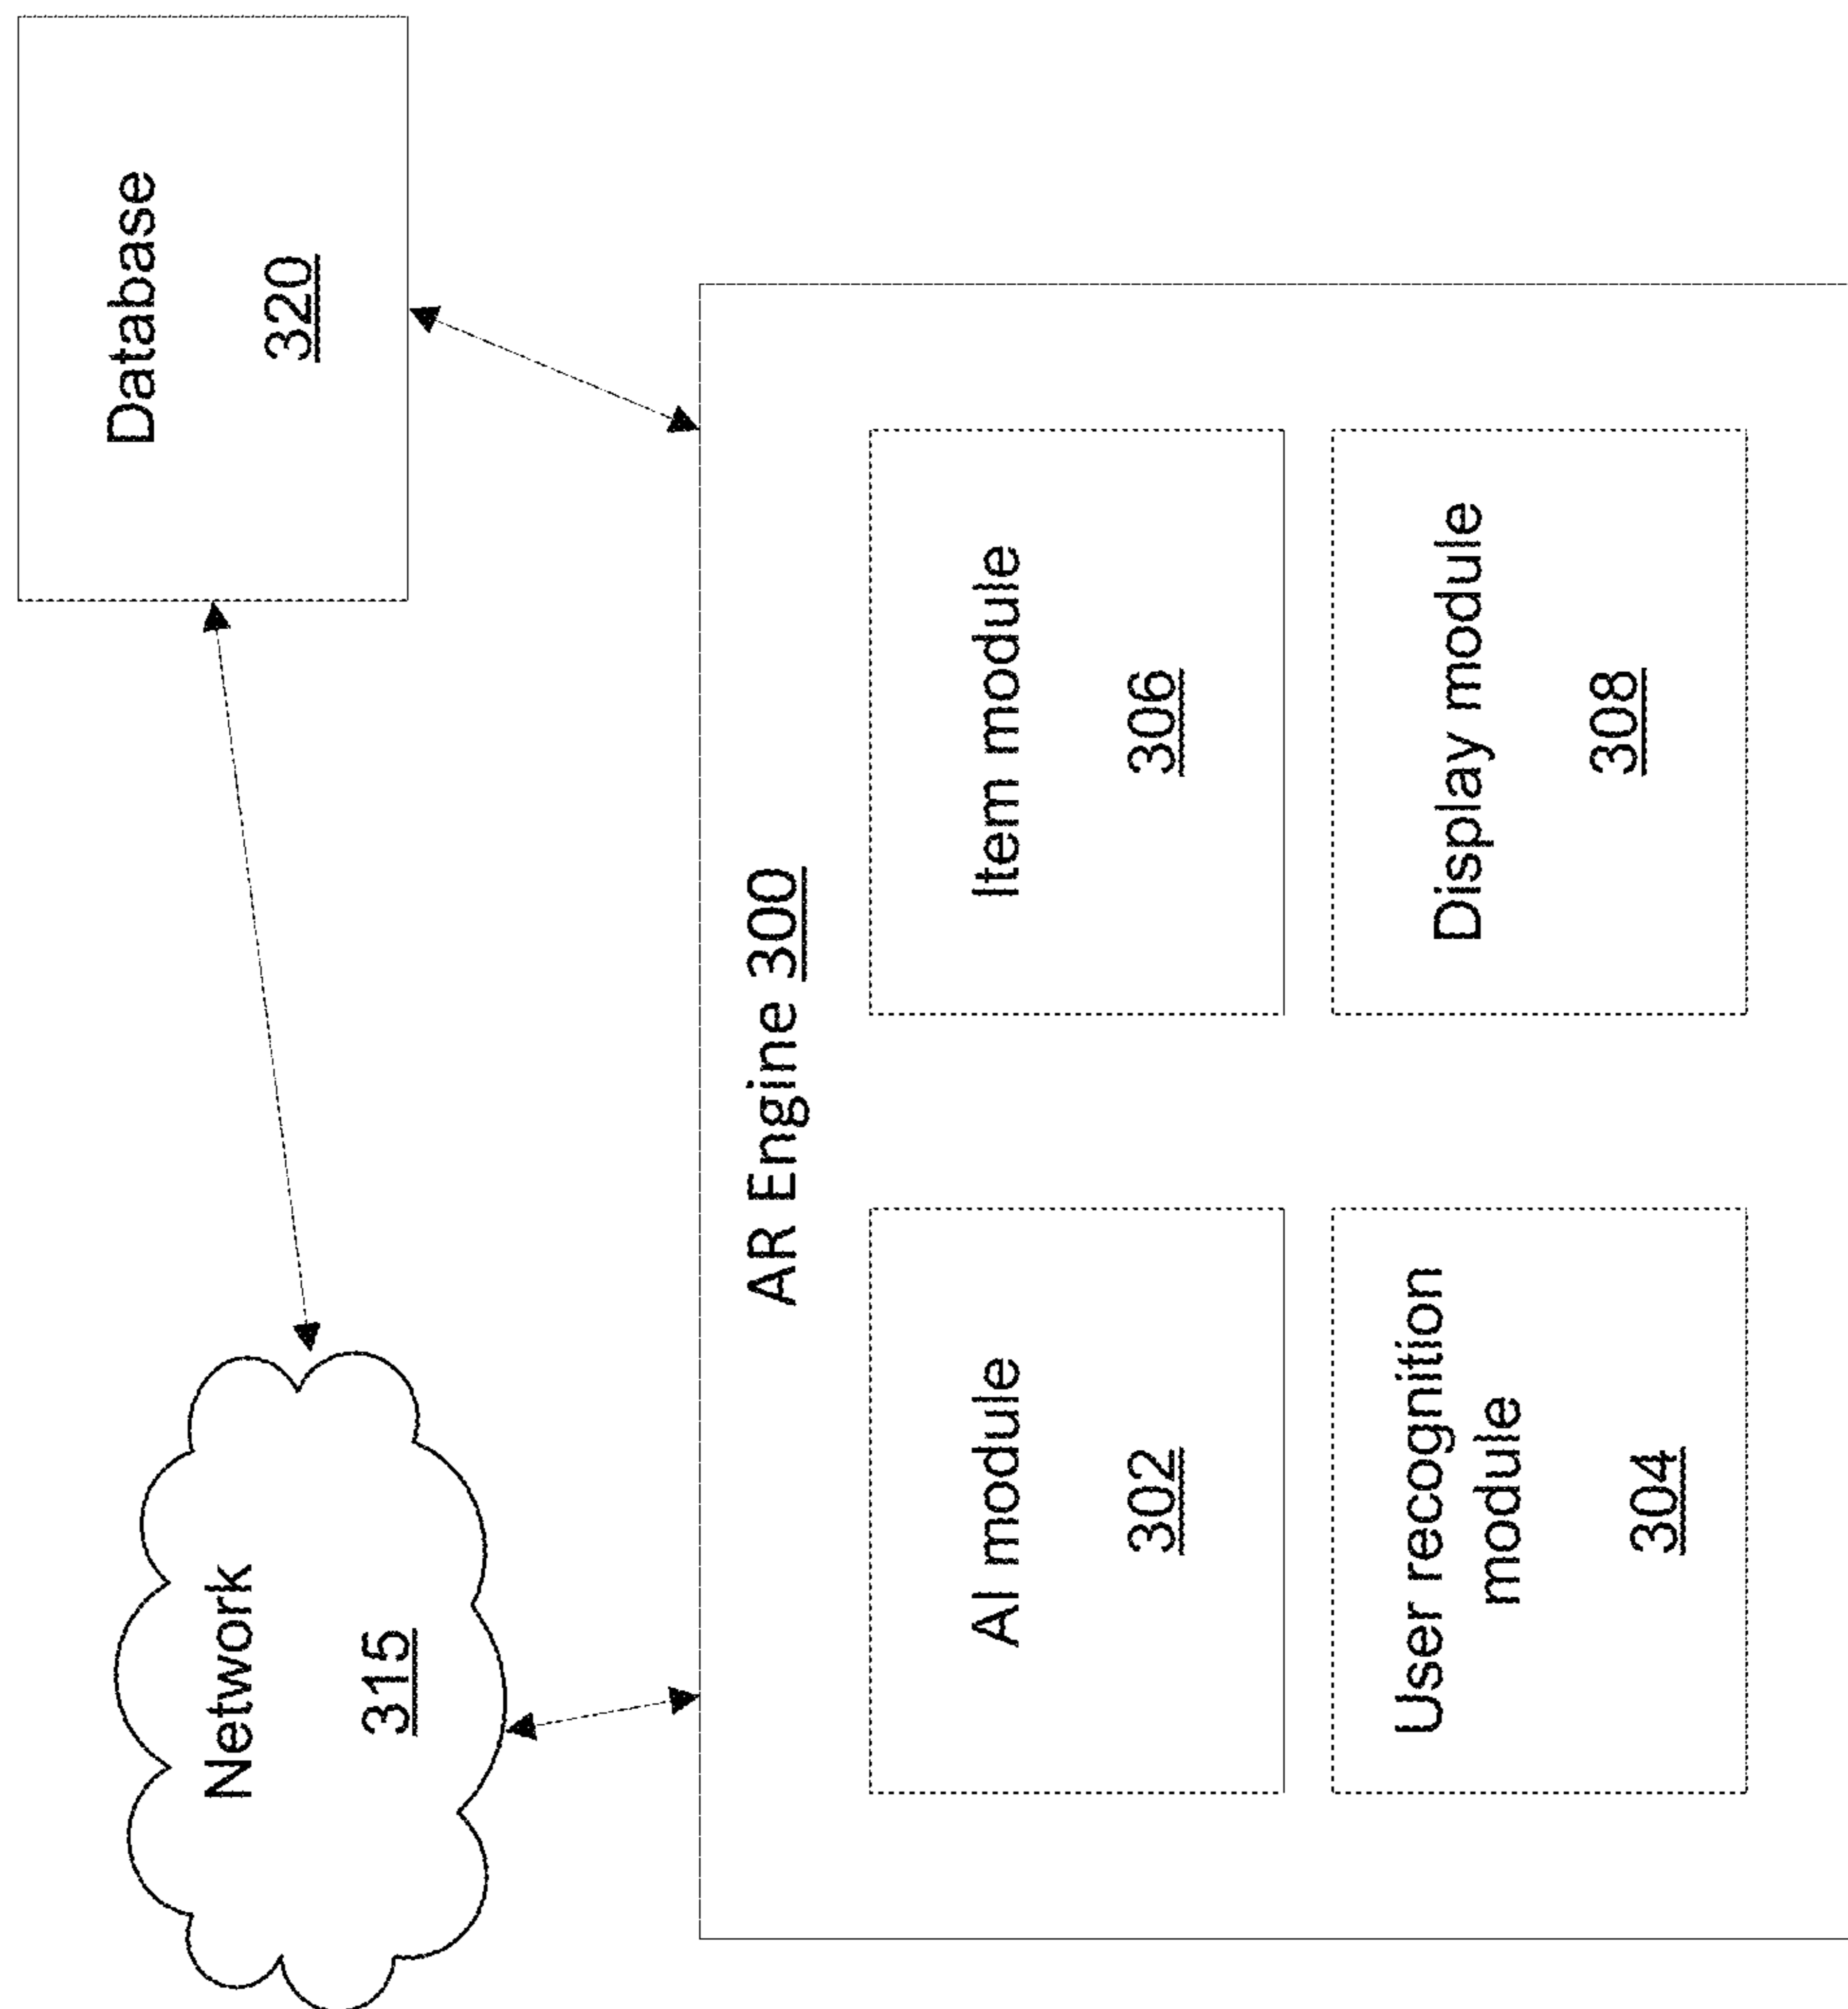 Network
315
Database
320
AR Engine 300
AI module
302
Item module
306
User recognition
module
304
Display module
308